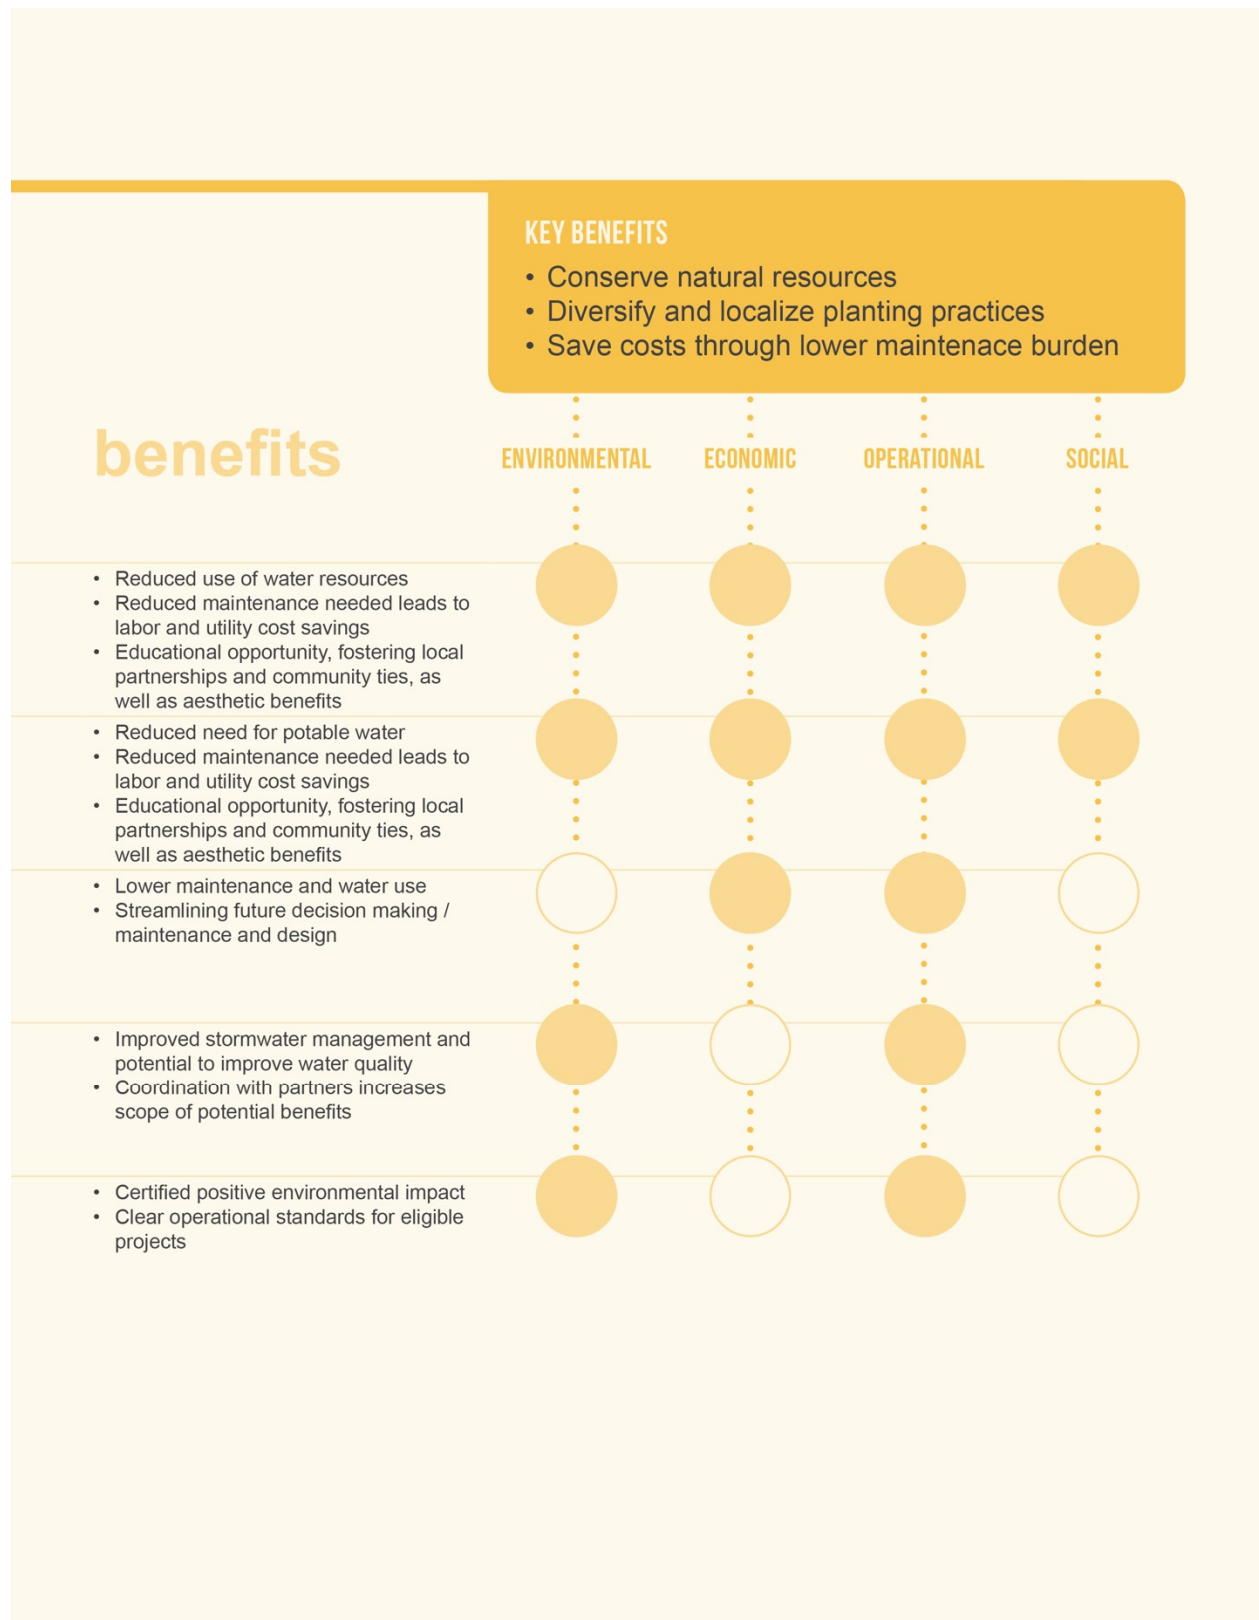 KEY BENEFITS
• Conserve natural resources
• Diversify and localize planting practices
• Save costs through lower maintenace burden
benefits
ENVIRONMENTAL ECONOMIC OPERATIONAL SOCIAL
• Reduced use of water resources
• Reduced maintenance needed leads to
labor and utility cost savings
• Educational opportunity, fostering local
partnerships and community ties, as
well as aesthetic benefits
• Reduced need for potable water
• Reduced maintenance needed leads to
labor and utility cost savings
• Educational opportunity, fostering local
partnerships and community ties, as
well as aesthetic benefits
• Lower maintenance and water use
• Streamlining future decision making /
maintenance and design
• Improved stormwater management and
potential to improve water quality
• Coordination with partners increases
scope of potential benefits
• Certified positive environmental impact
• Clear operational standards for eligible
projects